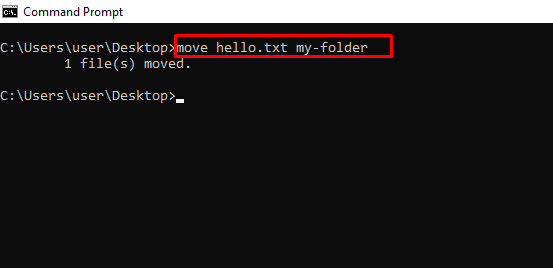 Command Prompt
C:\Users\user\Desktop>move hello.txt my-folder
        1 file(s) moved.
C:\Users\user\Desktop>